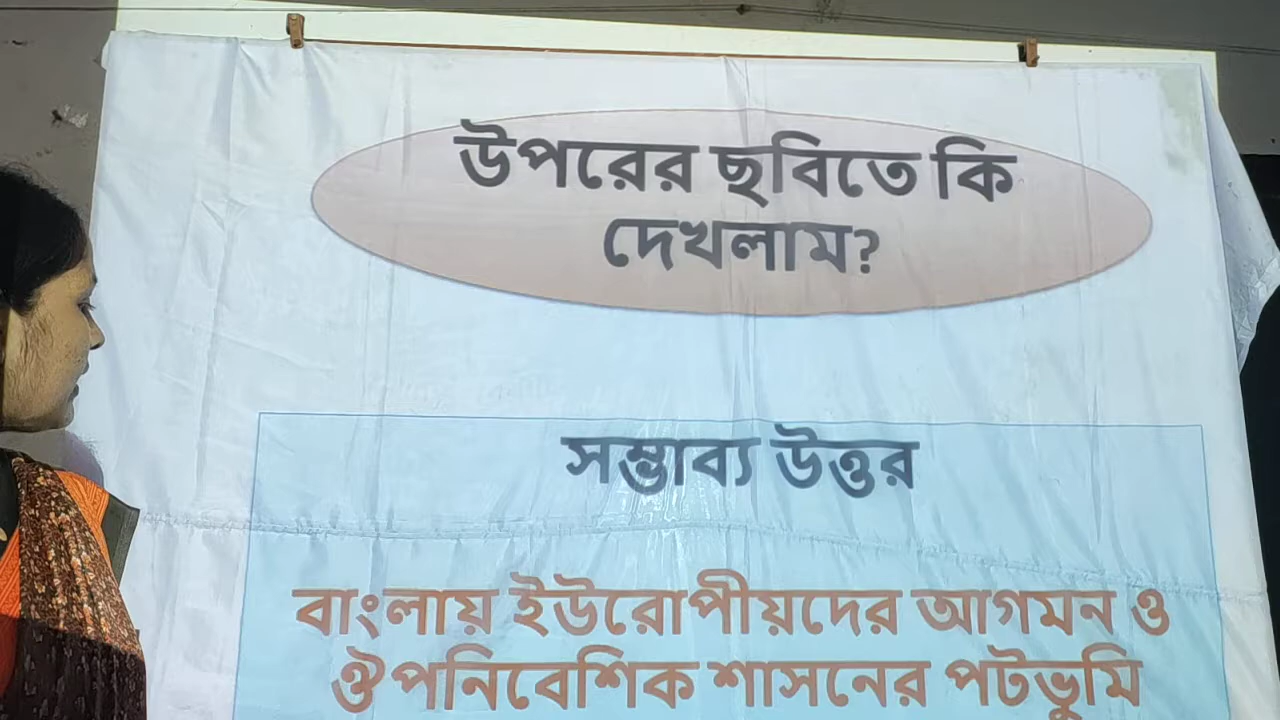 উপরের ছবিতে কি
দেখলাম?
সম্ভাব্য উত্তর
বাংলায় ইউরোপীয়দের আগমন ও
ঔপনিবেশিক শাসনের পটভূমি